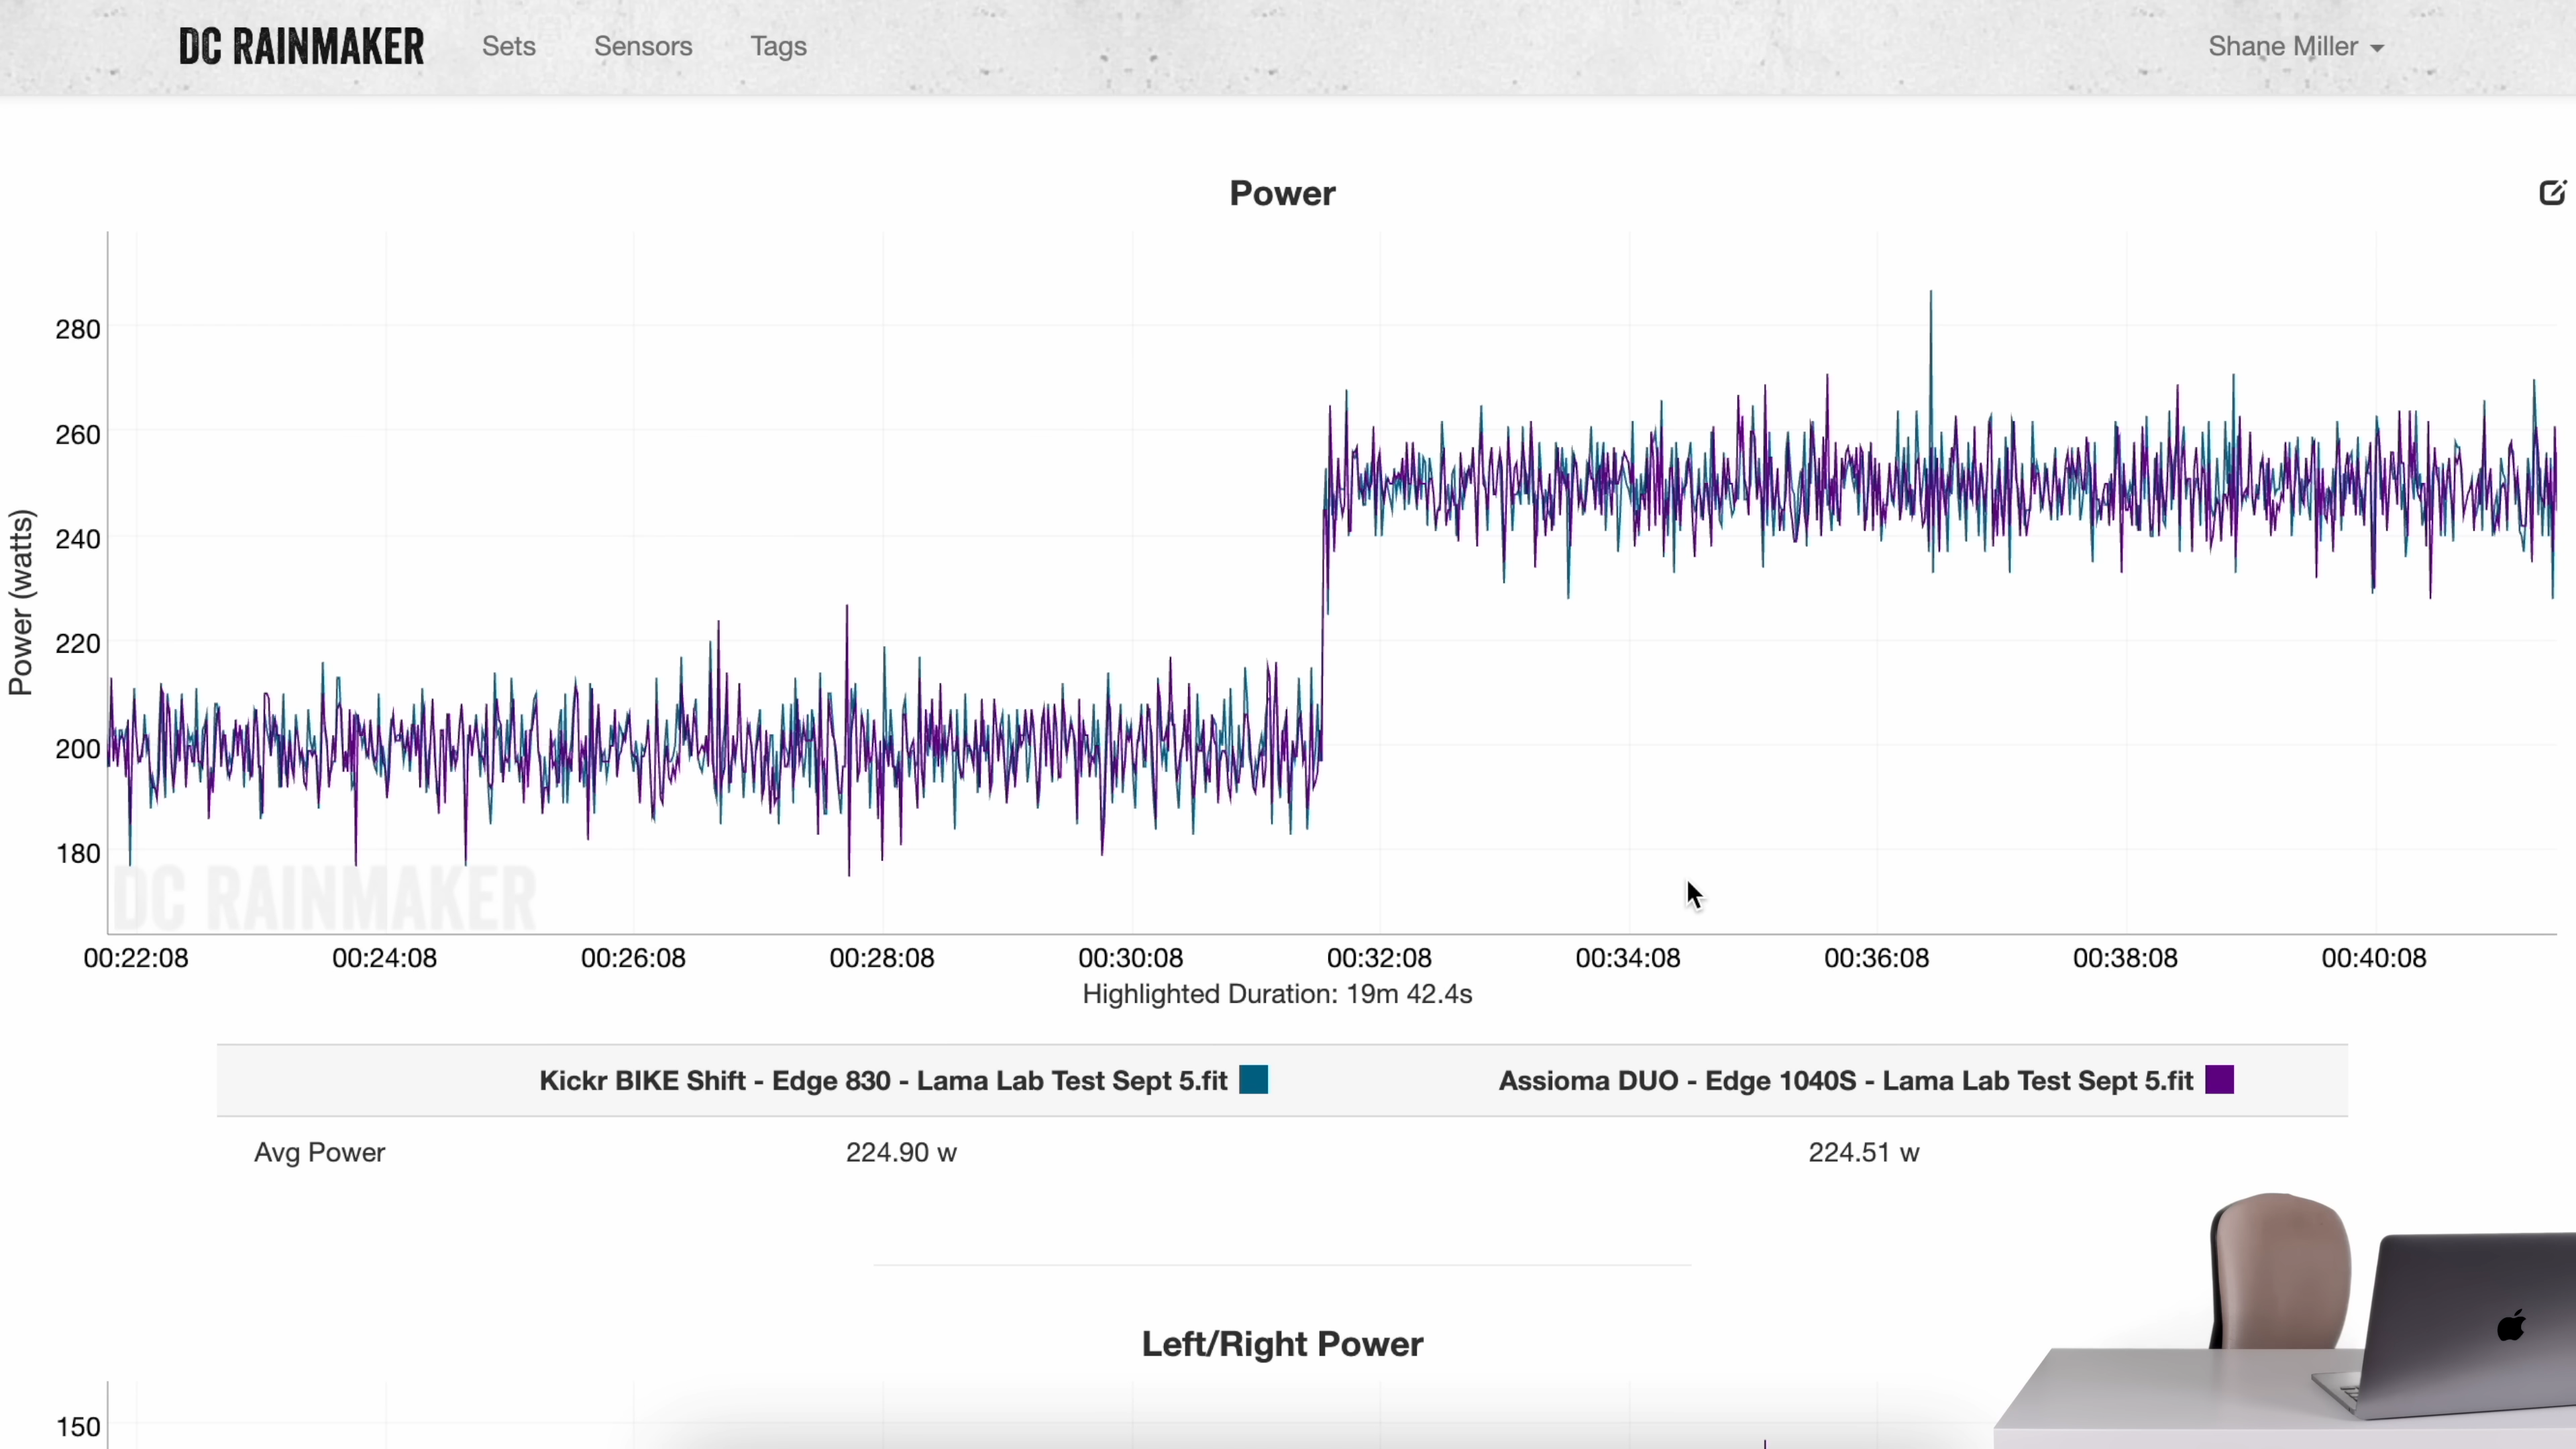 DC RAINMAKER Sets Sensors Tags Shane Miller
Power
280
260
240
220
200
180
Power (watts)
DC RAINMAKER
00:22:08 00:24:08 00:26:08 00:28:08 00:30:08 00:32:08 00:34:08 00:36:08 00:38:08 00:40:08
Highlighted Duration: 19m 42.4s
Kickr BIKE Shift - Edge 830 - Lama Lab Test Sept 5.fit Assioma DUO - Edge 1040S - Lama Lab Test Sept 5.fit
Avg Power 224.90 w 224.51 w
Left/Right Power
150